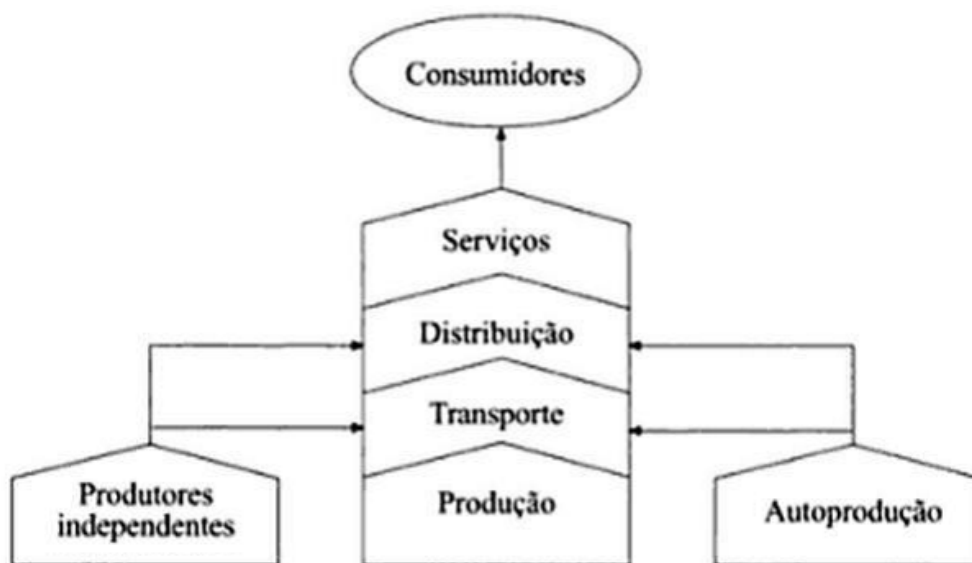 Consumidores
Serviços
Distribuição
Transporte
Produção
Produtores
independentes
Autoprodução